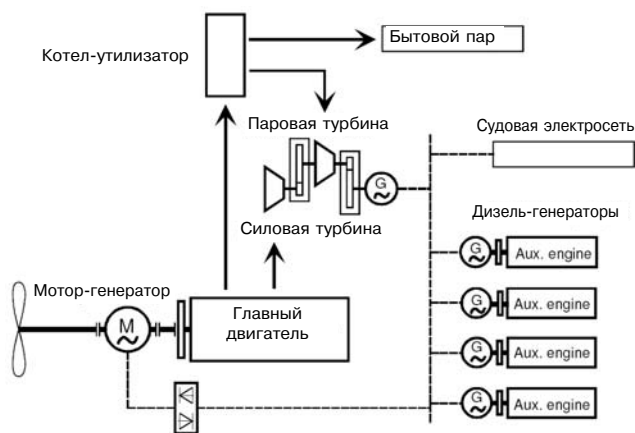 Бытовой пар
Котел-утилизатор
Паровая турбина
Судовая электросеть
G
Силовая турбина
Дизель-генераторы
G
Aux. engine
Мотор-генератор
M
Главный
двигатель
G
Aux. engine
G
Aux. engine
G
Aux. engine